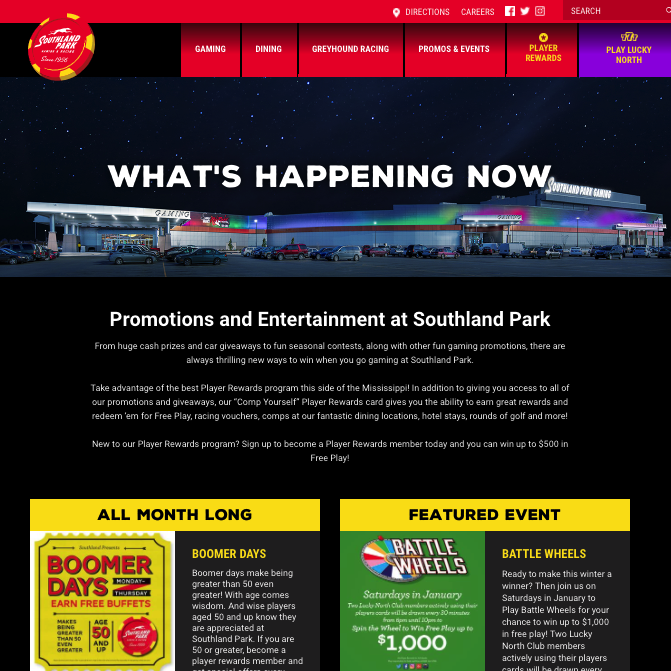 DIRECTIONS CAREERS SEARCH
SOUTHLAND
PARK
GAMING & RACING
Since 1956
GAMING DINING GREYHOUND RACING PROMOS & EVENTS PLAYER REWARDS PLAY LUCKY NORTH
WHAT'S HAPPENING NOW
SOUTHLAND PARK GAMING
GAMING
Promotions and Entertainment at Southland Park
From huge cash prizes and car giveaways to fun seasonal contests, along with other fun gaming promotions, there are
always thrilling new ways to win when you go gaming at Southland Park.
Take advantage of the best Player Rewards program this side of the Mississippi! In addition to giving you access to all of
our promotions and giveaways, our “Comp Yourself” Player Rewards card gives you the ability to earn great rewards and
redeem ’em for Free Play, racing vouchers, comps at our fantastic dining locations, hotel stays, rounds of golf and more!
New to our Player Rewards program? Sign up to become a Player Rewards member today and you can win up to $500 in
Free Play!
ALL MONTH LONG
Southland Presents
BOOMER
DAYS
MONDAY-
THURSDAY
EARN FREE BUFFETS
MAKES
BEING
GREATER
THAN 50
EVEN
GREATER
AGE
50
AND
UP
BOOMER DAYS
Boomer days make being
greater than 50 even
greater! With age comes
wisdom. And wise players
aged 50 and up know they
are appreciated at
Southland Park. If you are
50 or greater, become a
player rewards member and
FEATURED EVENT
BATTLE
WHEELS
Saturdays in January
Two Lucky North Club members actively using their
players cards will be drawn every 30 minutes
from 6pm until 10pm to
Spin the Wheel to Win Free Play up to
$1,000
BATTLE WHEELS
Ready to make this winter a
winner? Then join us on
Saturdays in January to
Play Battle Wheels for your
chance to win up to $1,000
in free play! Two Lucky
North Club members
actively using their players
cards will be drawn every